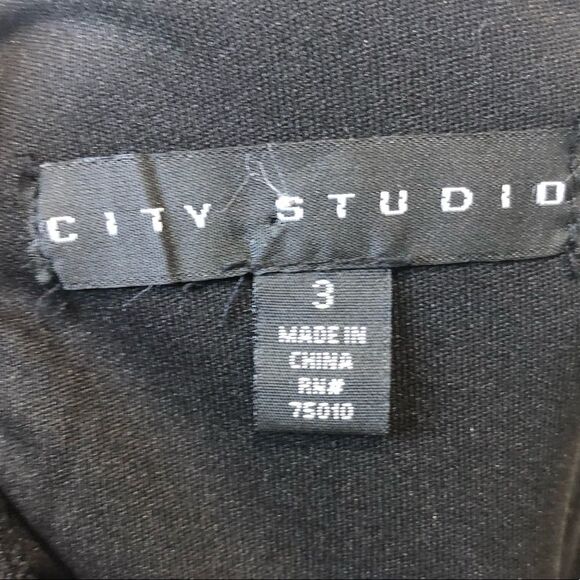 CITY STUDIO
3
MADE IN
CHINA
RN#
75010